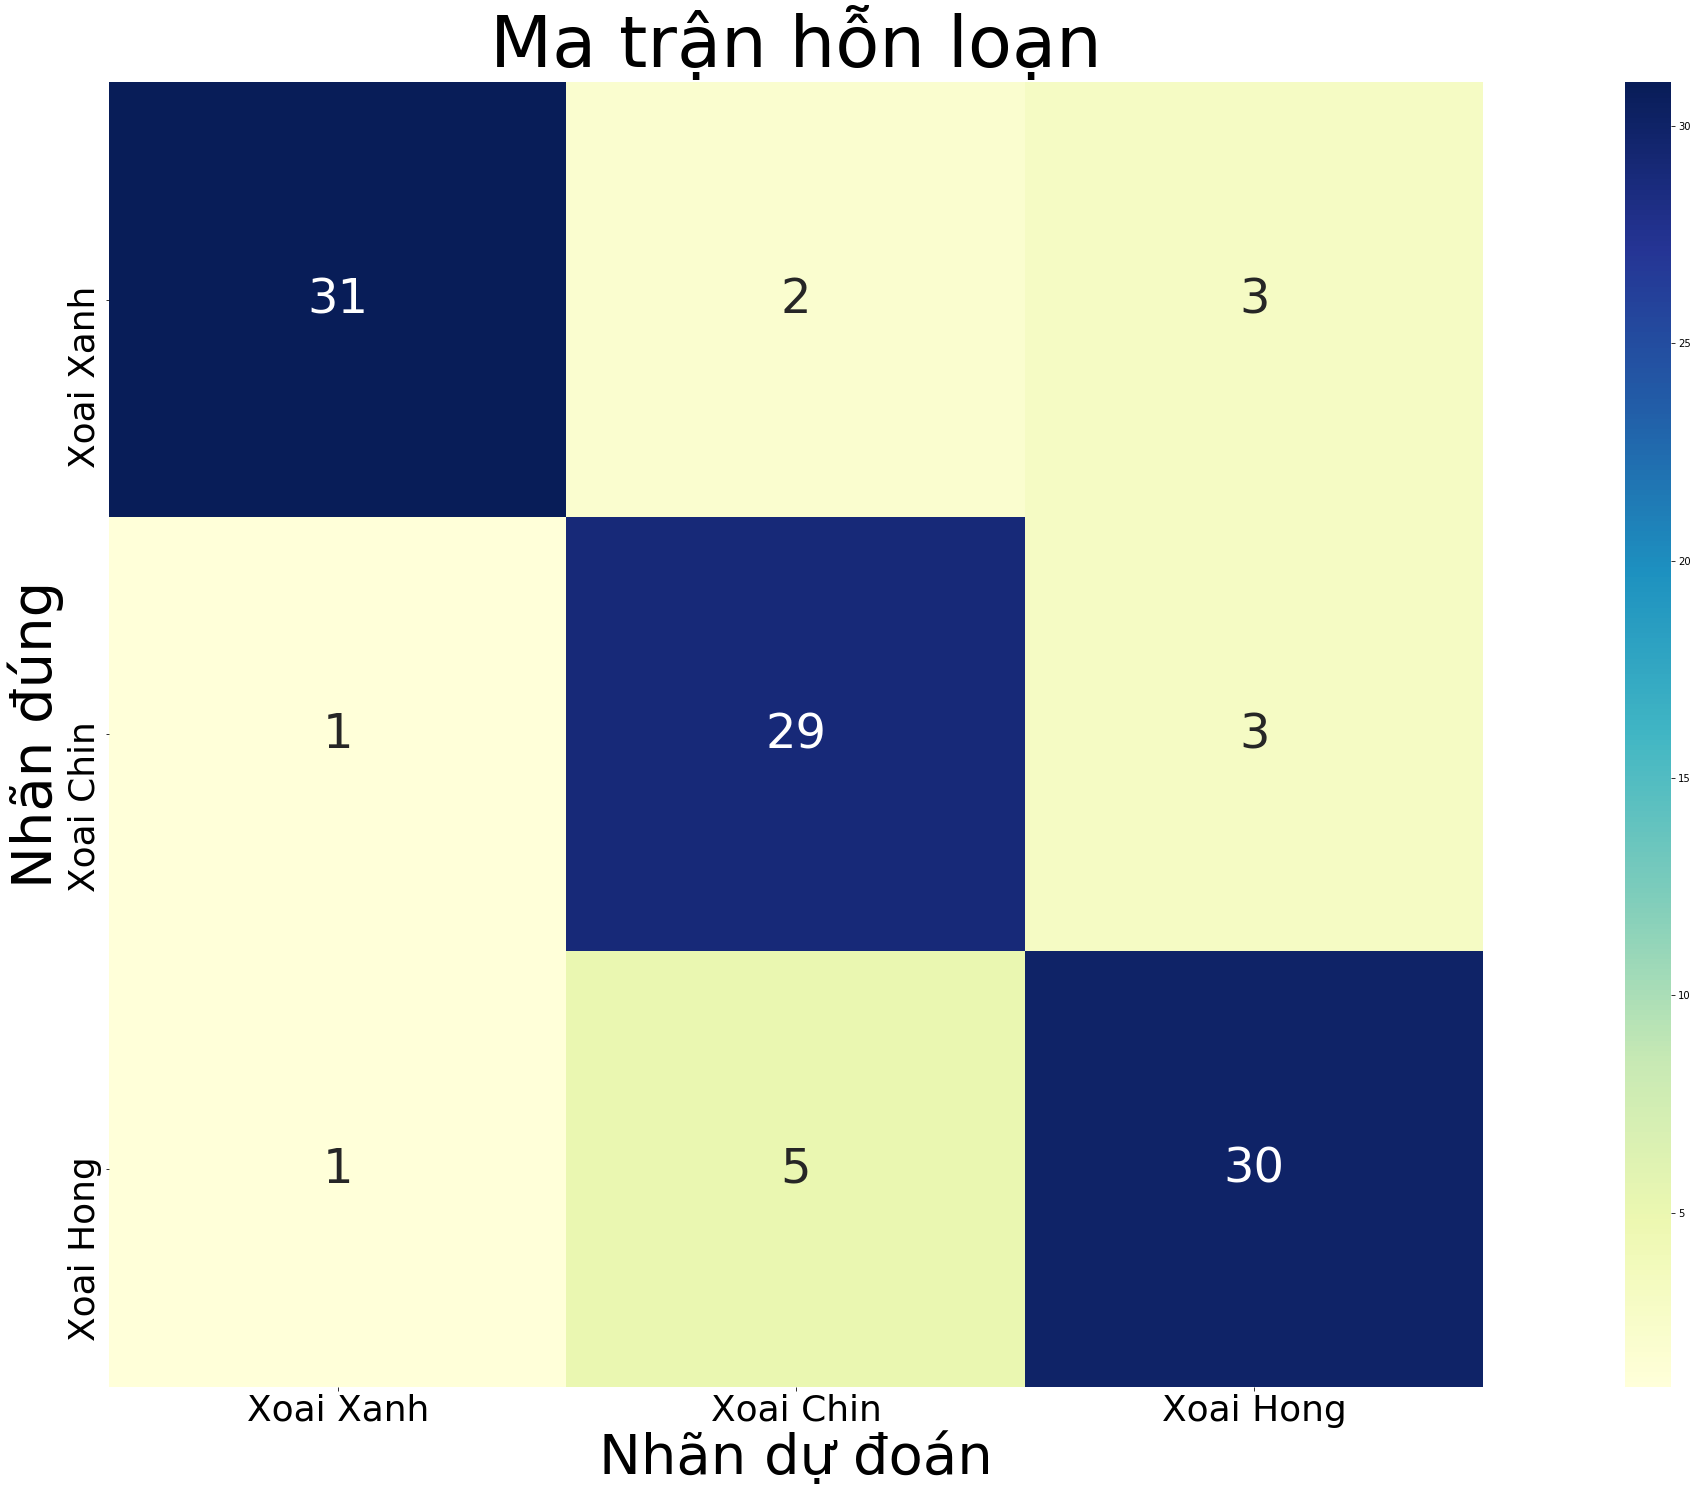 Ma trận hỗn loạn
Nhãn đúng
Xoai Xanh
31
2
3
Xoai Chin
1
29
3
Xoai Hong
1
5
30
Xoai Xanh
Xoai Chin
Xoai Hong
Nhãn dự đoán
30
25
20
15
10
5